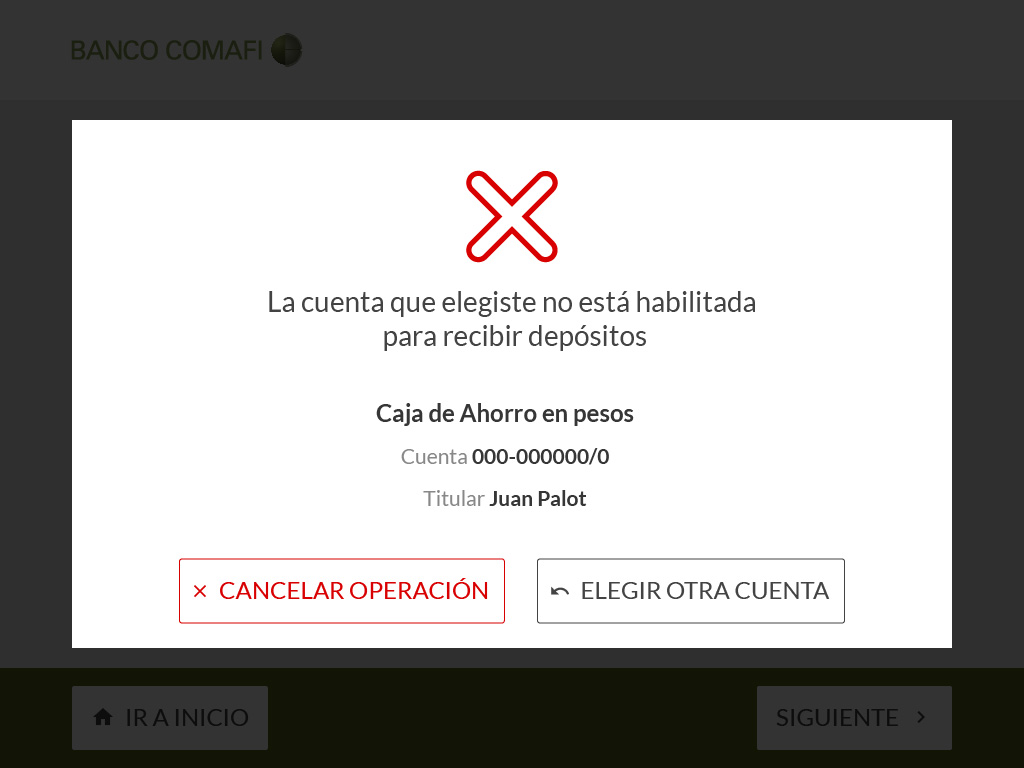 BANCO COMAFI
La cuenta que elegiste no está habilitada
para recibir depósitos
Caja de Ahorro en pesos
Cuenta 000-000000/0
Titular Juan Palot
CANCELAR OPERACIÓN
ELEGIR OTRA CUENTA
IR A INICIO
SIGUIENTE